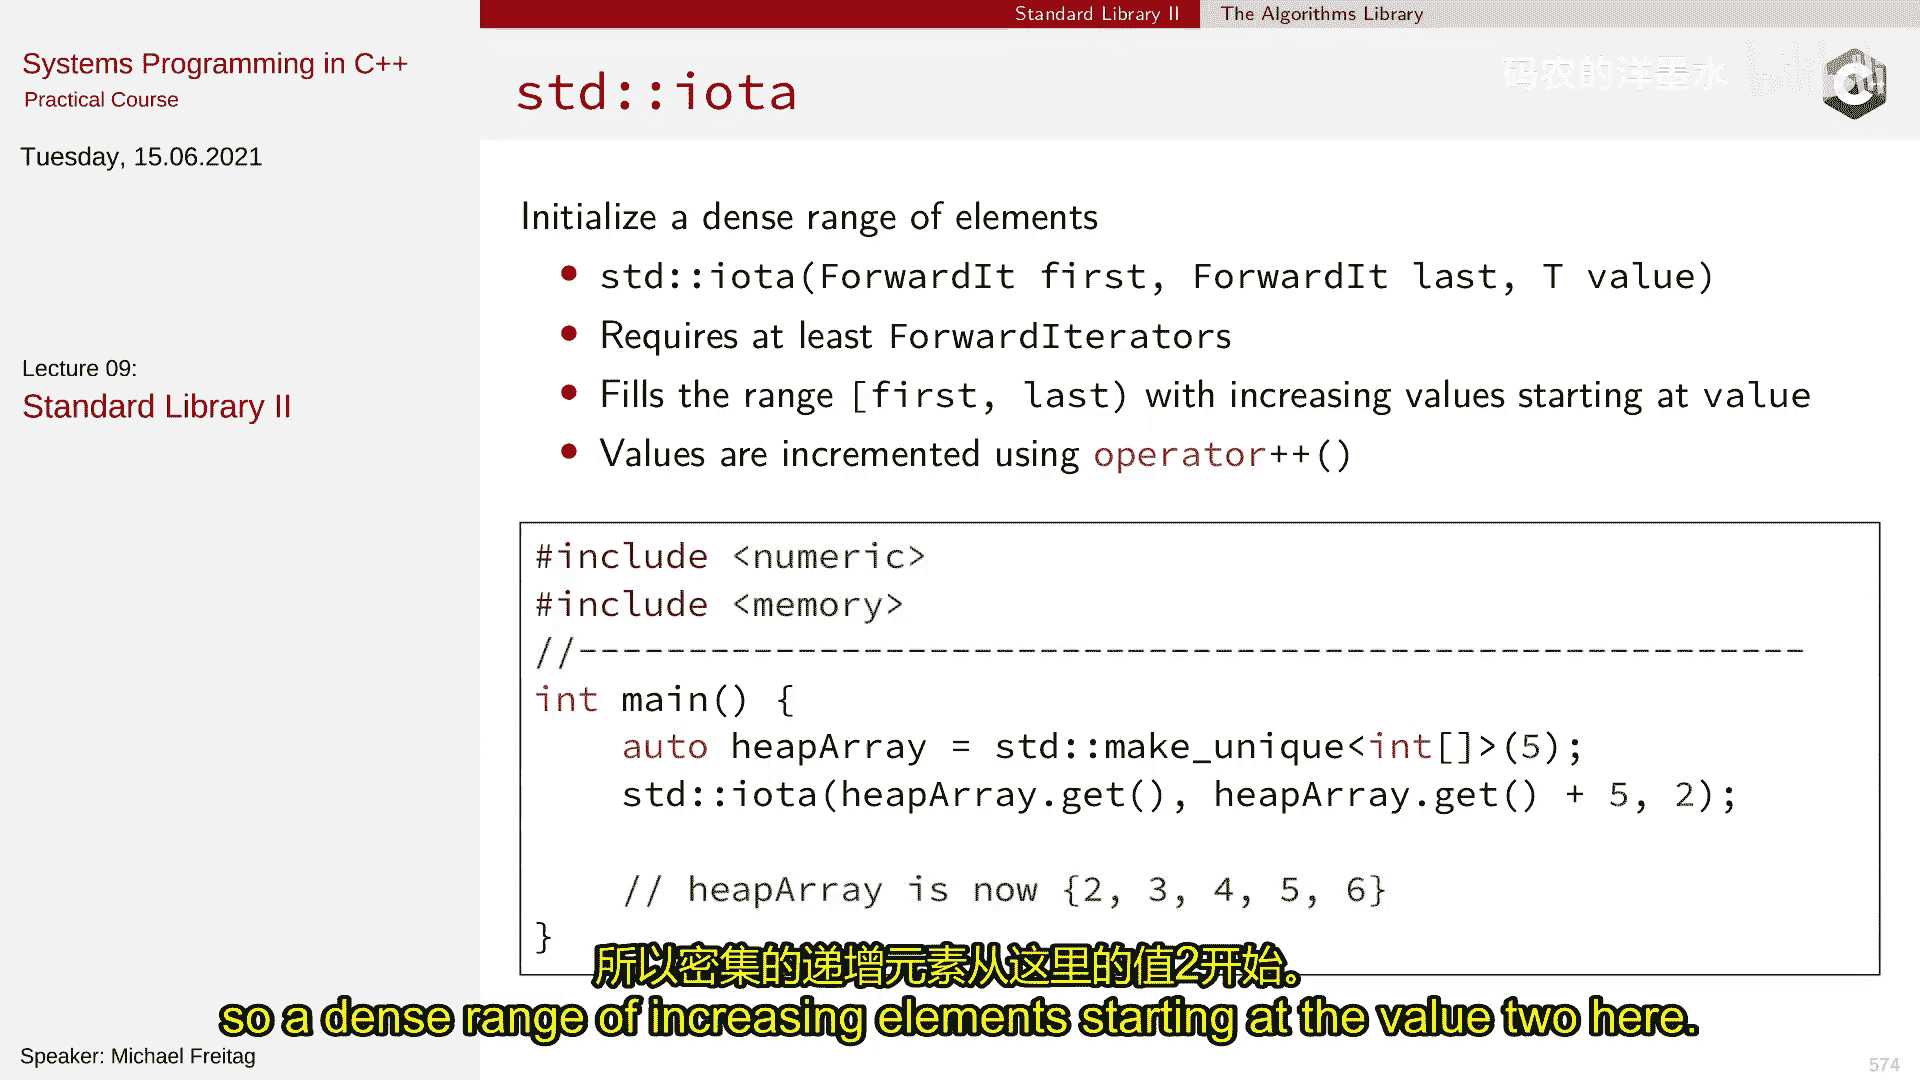 Standard Library II The Algorithms Library
Systems Programming in C++
Practical Course
Tuesday, 15.06.2021
Lecture 09:
Standard Library II
码农的洋墨水
std::iota
Initialize a dense range of elements
• std::iota(ForwardIt first, ForwardIt last, T value)
• Requires at least ForwardIterators
• Fills the range [first, last) with increasing values starting at value
• Values are incremented using operator++()
#include <numeric>
#include <memory>
//--------------------------------------------------------
int main() {
    auto heapArray = std::make_unique<int[]>(5);
    std::iota(heapArray.get(), heapArray.get() + 5, 2);
    // heapArray is now {2, 3, 4, 5, 6}
}
所以密集的递增元素从这里的值2开始。
so a dense range of increasing elements starting at the value two here.
Speaker: Michael Freitag
574